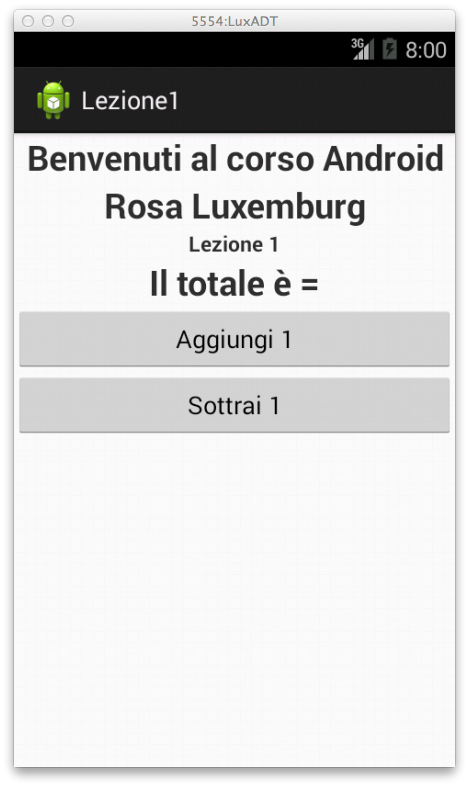 5554:LuxADT
3G 8:00
Lezione1
Benvenuti al corso Android
Rosa Luxemburg
Lezione 1
Il totale è =
Aggiungi 1
Sottrai 1